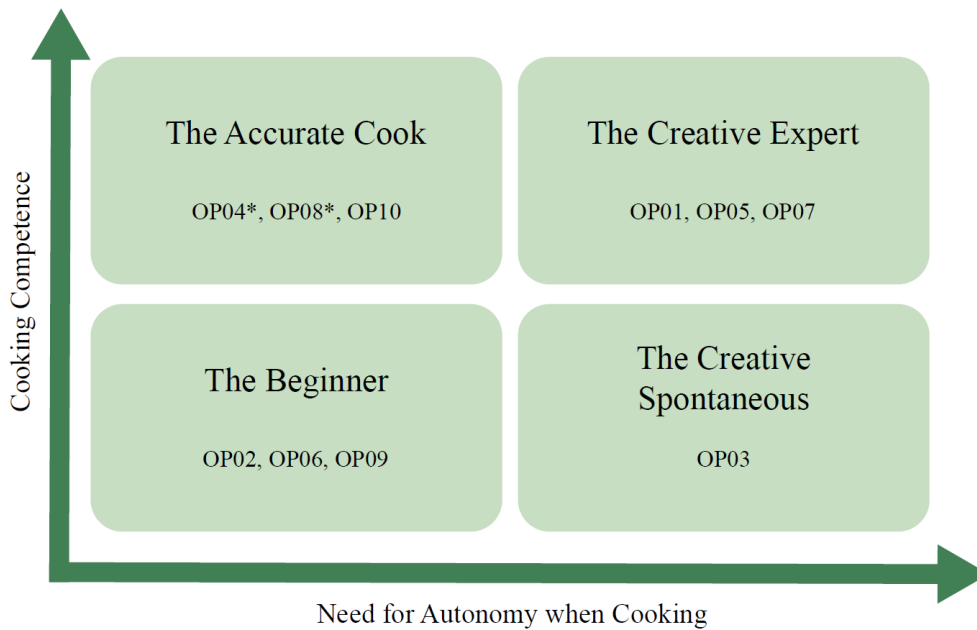 Cooking Competence
The Accurate Cook
OP04*, OP08*, OP10
The Creative Expert
OP01, OP05, OP07
The Beginner
OP02, OP06, OP09
The Creative
Spontaneous
OP03
Need for Autonomy when Cooking